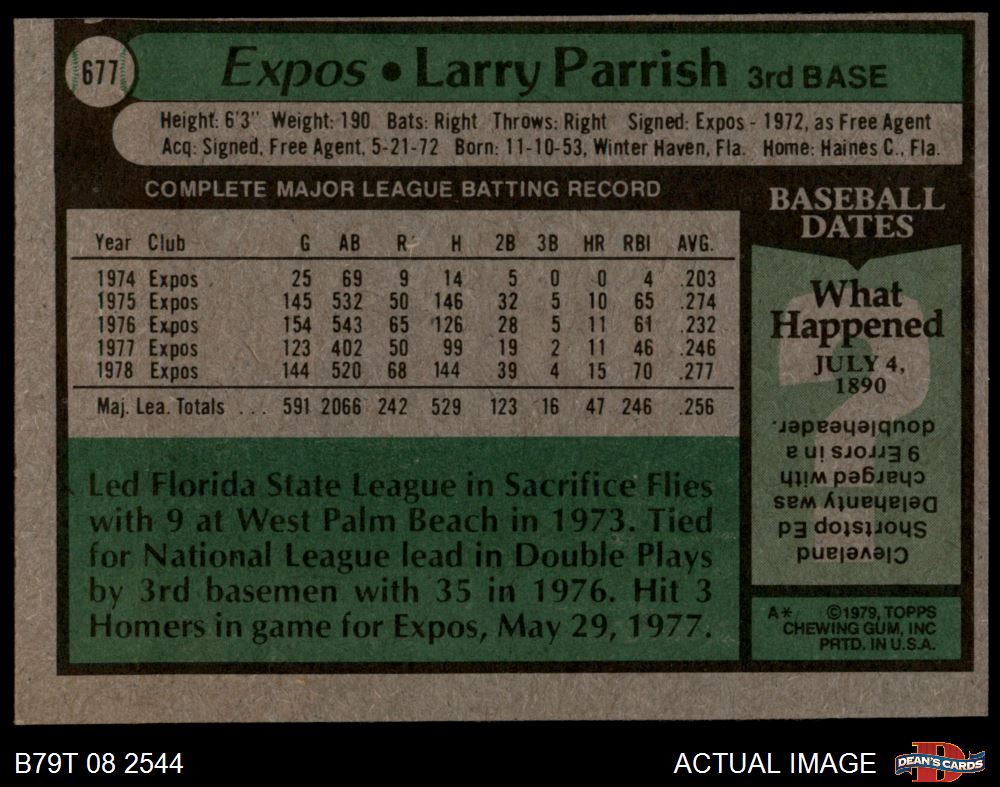 677
Expos • Larry Parrish 3rd BASE
Height: 6'3" Weight: 190 Bats: Right Throws: Right Signed: Expos - 1972, as Free Agent
Acq: Signed, Free Agent, 5-21-72 Born: 11-10-53, Winter Haven, Fla. Home: Haines C., Fla.
COMPLETE MAJOR LEAGUE BATTING RECORD
Year Club G AB R H 2B 3B HR RBI AVG.
1974 Expos 25 69 9 14 5 0 0 4 .203
1975 Expos 145 532 50 146 32 5 10 65 .274
1976 Expos 154 543 65 126 28 5 11 61 .232
1977 Expos 123 402 50 99 19 2 11 46 .246
1978 Expos 144 520 68 144 39 4 15 70 .277
Maj. Lea. Totals ... 591 2066 242 529 123 16 47 246 .256
Led Florida State League in Sacrifice Flies
with 9 at West Palm Beach in 1973. Tied
for National League lead in Double Plays
by 3rd basemen with 35 in 1976. Hit 3
Homers in game for Expos, May 29, 1977.
BASEBALL
DATES
What
Happened
JULY 4,
1890
?
Cleveland
Shortstop Ed
Delahanty was
charged with
9 Errors in a
doubleheader.
A* ©1979, TOPPS
CHEWING GUM, INC
PRTD. IN U.S.A.
B79T 08 2544
ACTUAL IMAGE
D
DEAN'S CARDS